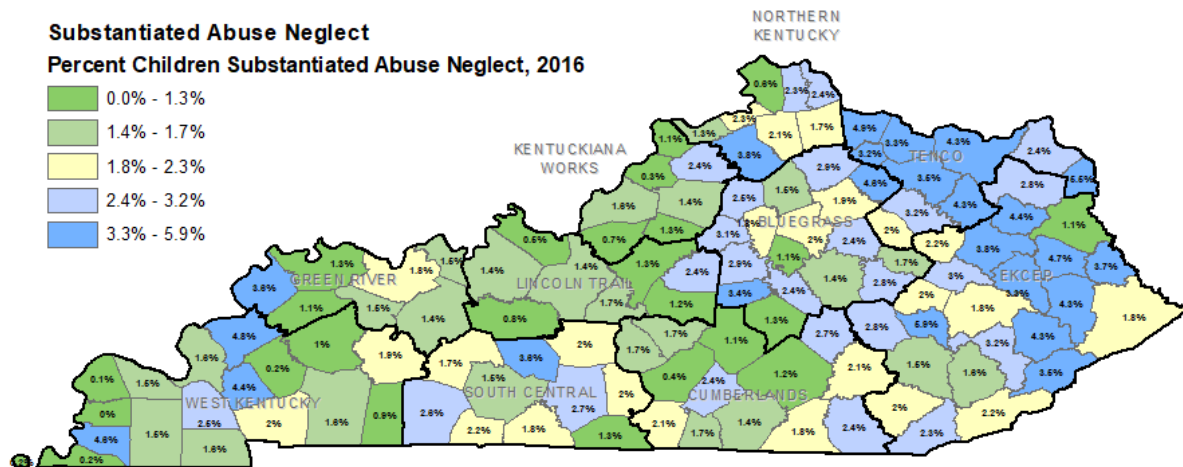 Substantiated Abuse Neglect
Percent Children Substantiated Abuse Neglect, 2016
0.0% - 1.3%
1.4% - 1.7%
1.8% - 2.3%
2.4% - 3.2%
3.3% - 5.9%
NORTHERN
KENTUCKY
0.6% 2.3% 2.4%
2.3% 2.1% 1.7%
1.1% 1.3% 3.8%
4.9% 3.3% 4.3% 2.4%
3.2% TENCO
KENTUCKIANA
WORKS
0.3% 2.4% 2.9% 4.6% 3.5% 2.8% 5.5%
1.6% 1.4% 2.5% 1.5% 1.9% 3.2% 4.3% 4.4% 1.1%
BLUEGRASS
0.7% 1.3% 3.1% 2% 2.4% 2% 2.2% 3.8% 4.7% 3.7%
0.5% 1.3% 2.4% 2.9% 1.1% 1.4% 1.7% 2.8% 3%
EKCEP
1.3% 1.8% 1.5% 1.4% 1.4%
GREEN RIVER
LINCOLN TRAIL
3.6% 1.1% 1.5% 1.4% 0.8% 1.7% 1.2% 3.4% 2.4% 2% 1.8% 3.3% 4.3% 1.8%
4.8% 1% 1.9% 1.7% 3.6% 2% 1.7% 1.1% 1.3% 2.7% 2.8% 5.9% 3.2% 4.3%
1.6% 0.2% 1.5% 1.7% 0.4% 2.4% 1.2% 2.1% 1.5% 1.6% 3.5%
0.1% 1.5% 4.4%
WEST KENTUCKY
SOUTH CENTRAL
CUMBERLANDS
0% 2.5% 2% 1.6% 0.9% 2.6% 2.2% 1.8% 2.7% 2% 2.1% 1.7% 1.4% 1.8% 2.4% 2% 2.2%
4.6% 1.5% 1.6% 1.3% 2.3%
0.2%